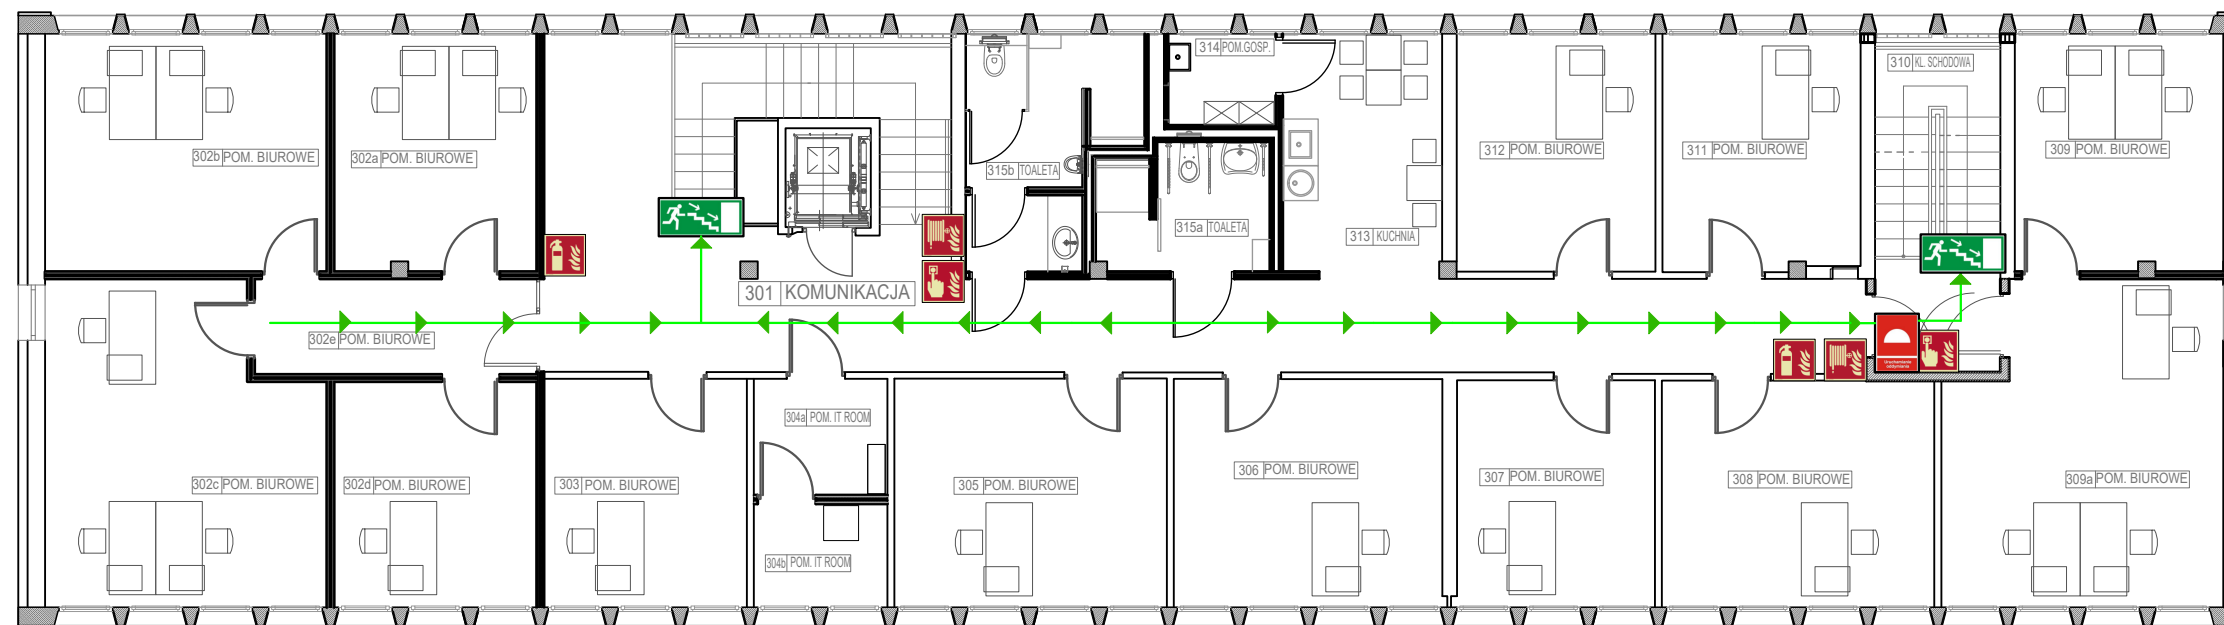 314 POM.GOSP.
310 KL. SCHODOWA
302b POM. BIUROWE
302a POM. BIUROWE
315b TOALETA
312 POM. BIUROWE
311 POM. BIUROWE
309 POM. BIUROWE
315a TOALETA
313 KUCHNIA
301 KOMUNIKACJA
302e POM. BIUROWE
Uruchamianie
oddymiania
304a POM. IT ROOM
302c POM. BIUROWE
302d POM. BIUROWE
303 POM. BIUROWE
305 POM. BIUROWE
306 POM. BIUROWE
307 POM. BIUROWE
308 POM. BIUROWE
309a POM. BIUROWE
304b POM. IT ROOM